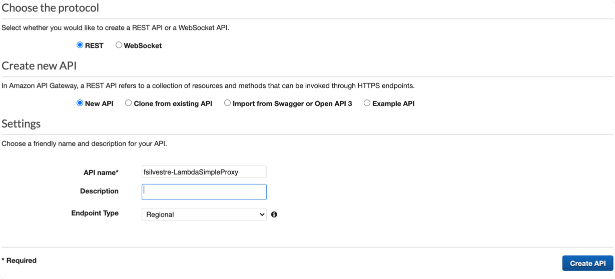 Choose the protocol
Select whether you would like to create a REST API or a WebSocket API.
REST WebSocket
Create new API
In Amazon API Gateway, a REST API refers to a collection of resources and methods that can be invoked through HTTPS endpoints.
New API Clone from existing API Import from Swagger or Open API 3 Example API
Settings
Choose a friendly name and description for your API.
API name* fsilvestre-LambdaSimpleProxy
Description
Endpoint Type Regional
* Required
Create API